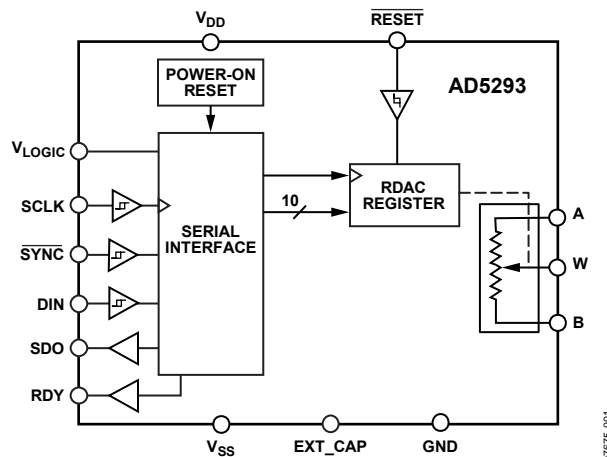 VDD
RESET
POWER-ON
RESET
AD5293
VLOGIC
SCLK
SYNC
DIN
SDO
RDY
SERIAL
INTERFACE
10
RDAC
REGISTER
A
W
B
VSS
EXT_CAP
GND